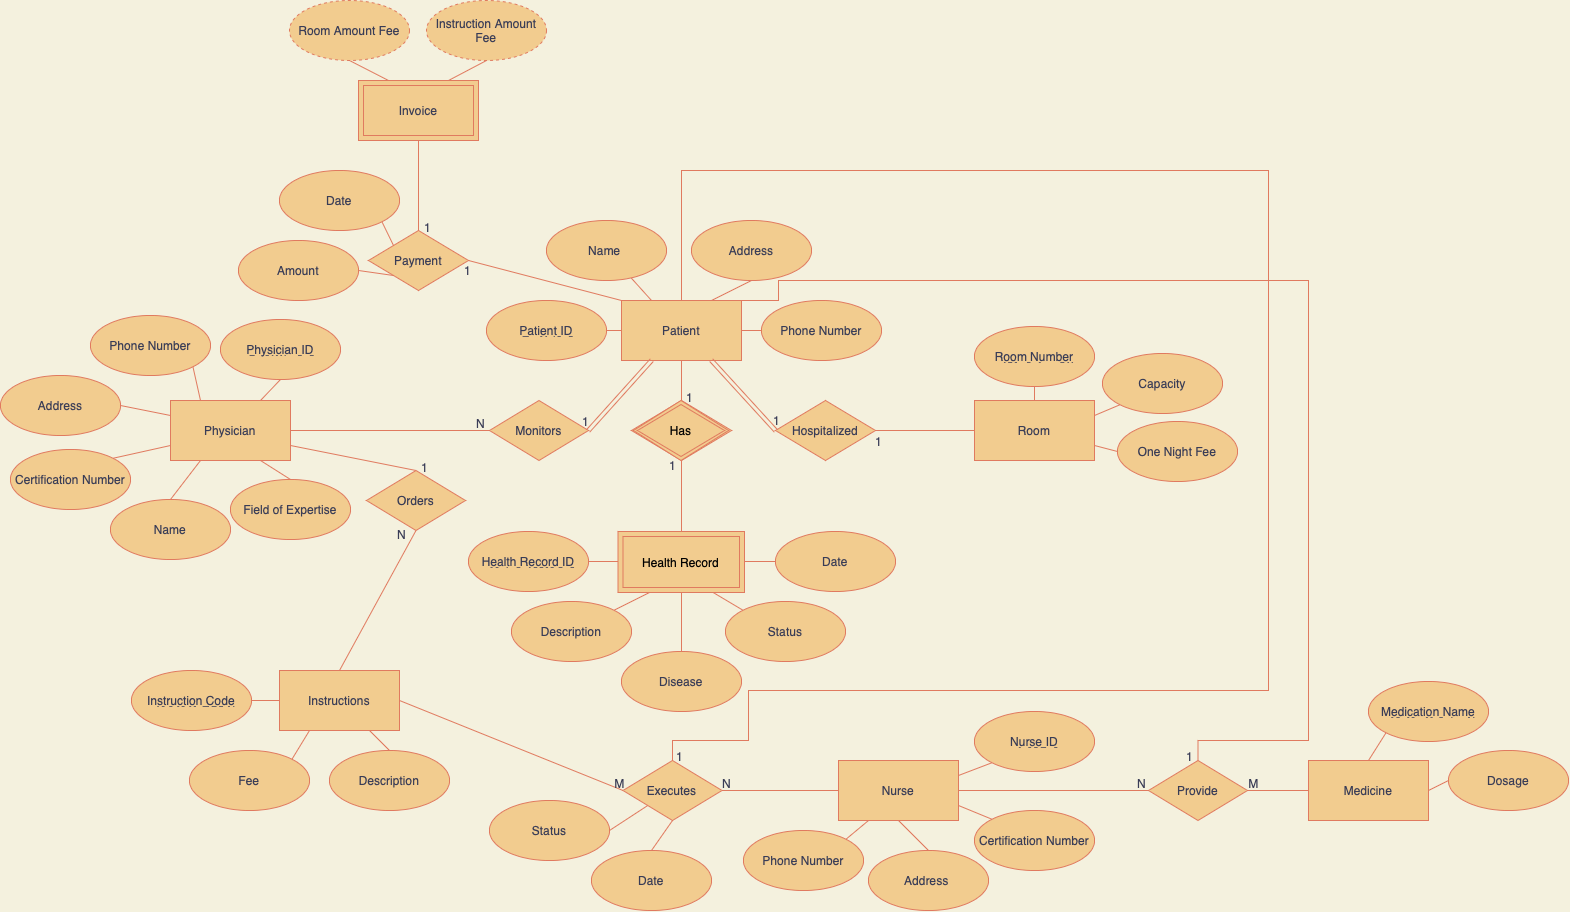 Room Amount Fee
Instruction Amount
Fee
Invoice
Date
1
Payment
Amount
1
Name
Address
Patient ID
Patient
Phone Number
Phone Number
Physician ID
Address
Physician
Certification Number
Name
Field of Expertise
N
Monitors
1
1
Has
1
1
Hospitalized
1
Room Number
Capacity
Room
One Night Fee
1
Orders
N
Health Record ID
Health Record
Date
Description
Status
Disease
Instruction Code
Instructions
Fee
Description
M
1
Executes
N
Status
Date
Nurse ID
Nurse
Certification Number
Phone Number
Address
N
1
Provide
M
Medication Name
Medicine
Dosage